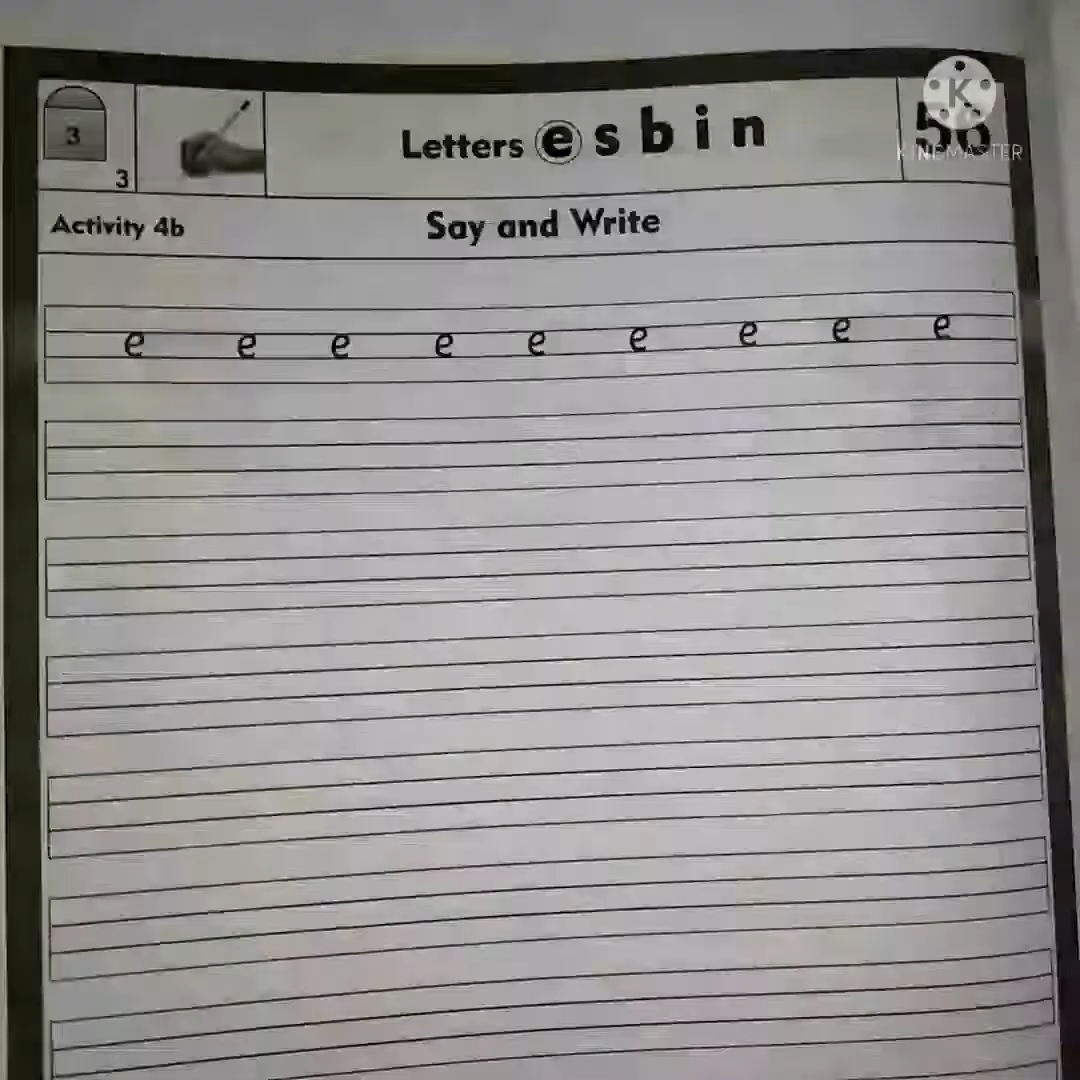 3
3
Letters e s b i n
56
K
KINEMASTER
Activity 4b
Say and Write
e e e e e e e e e